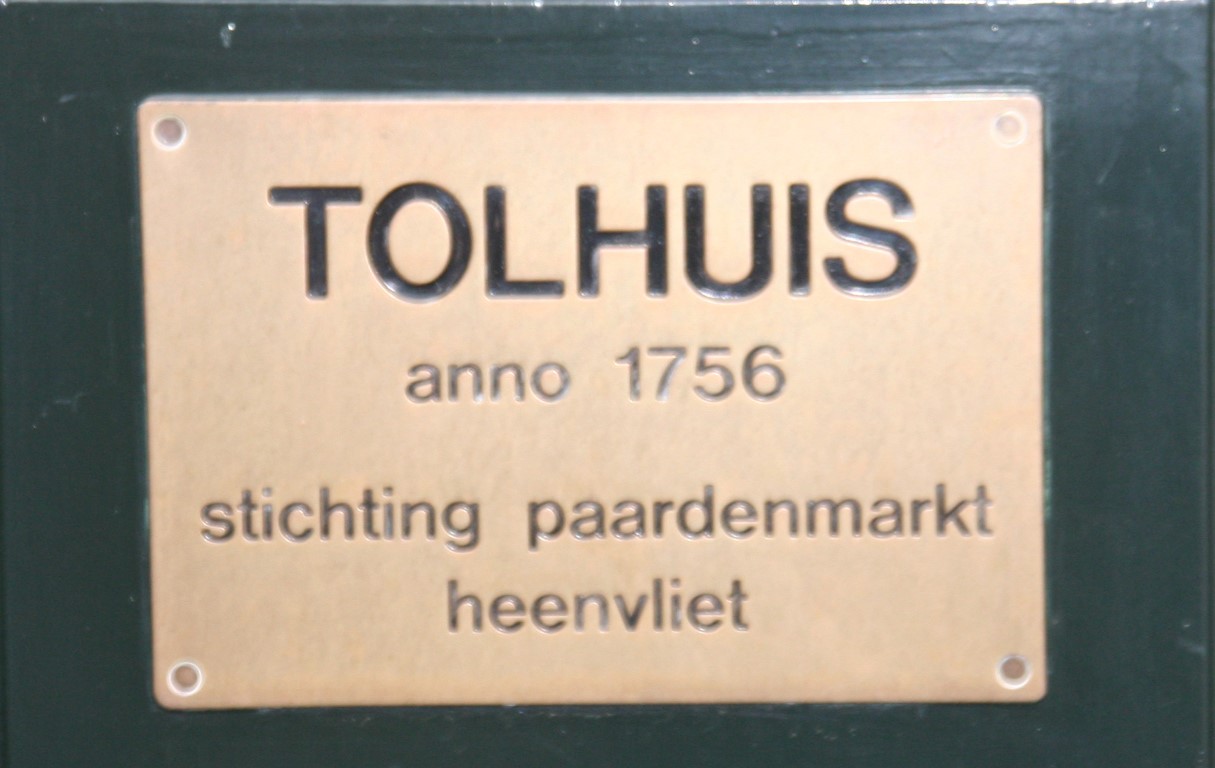 TOLHUIS
anno 1756
stichting paardenmarkt
heenvliet